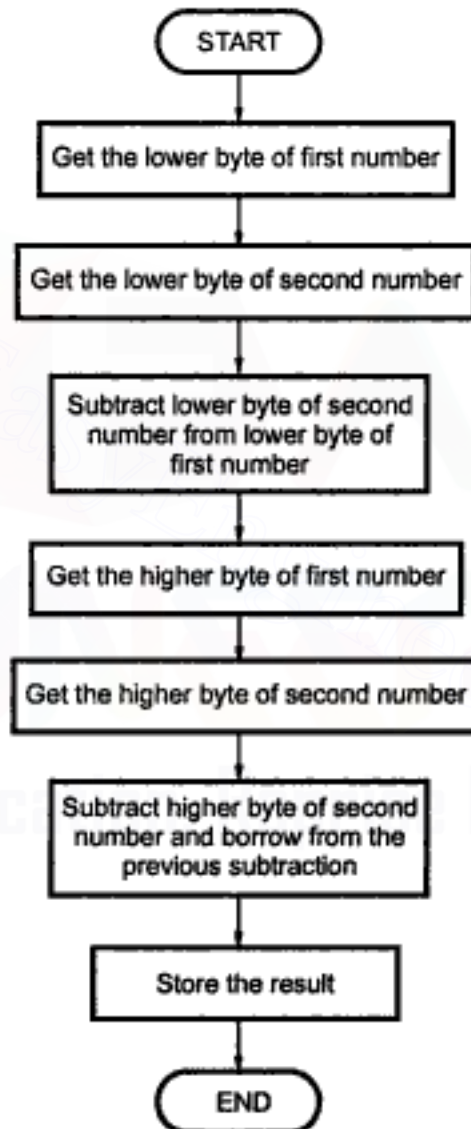 START
Get the lower byte of first number
Get the lower byte of second number
Subtract lower byte of second
number from lower byte of
first number
Get the higher byte of first number
Get the higher byte of second number
Subtract higher byte of second
number and borrow from the
previous subtraction
Store the result
END